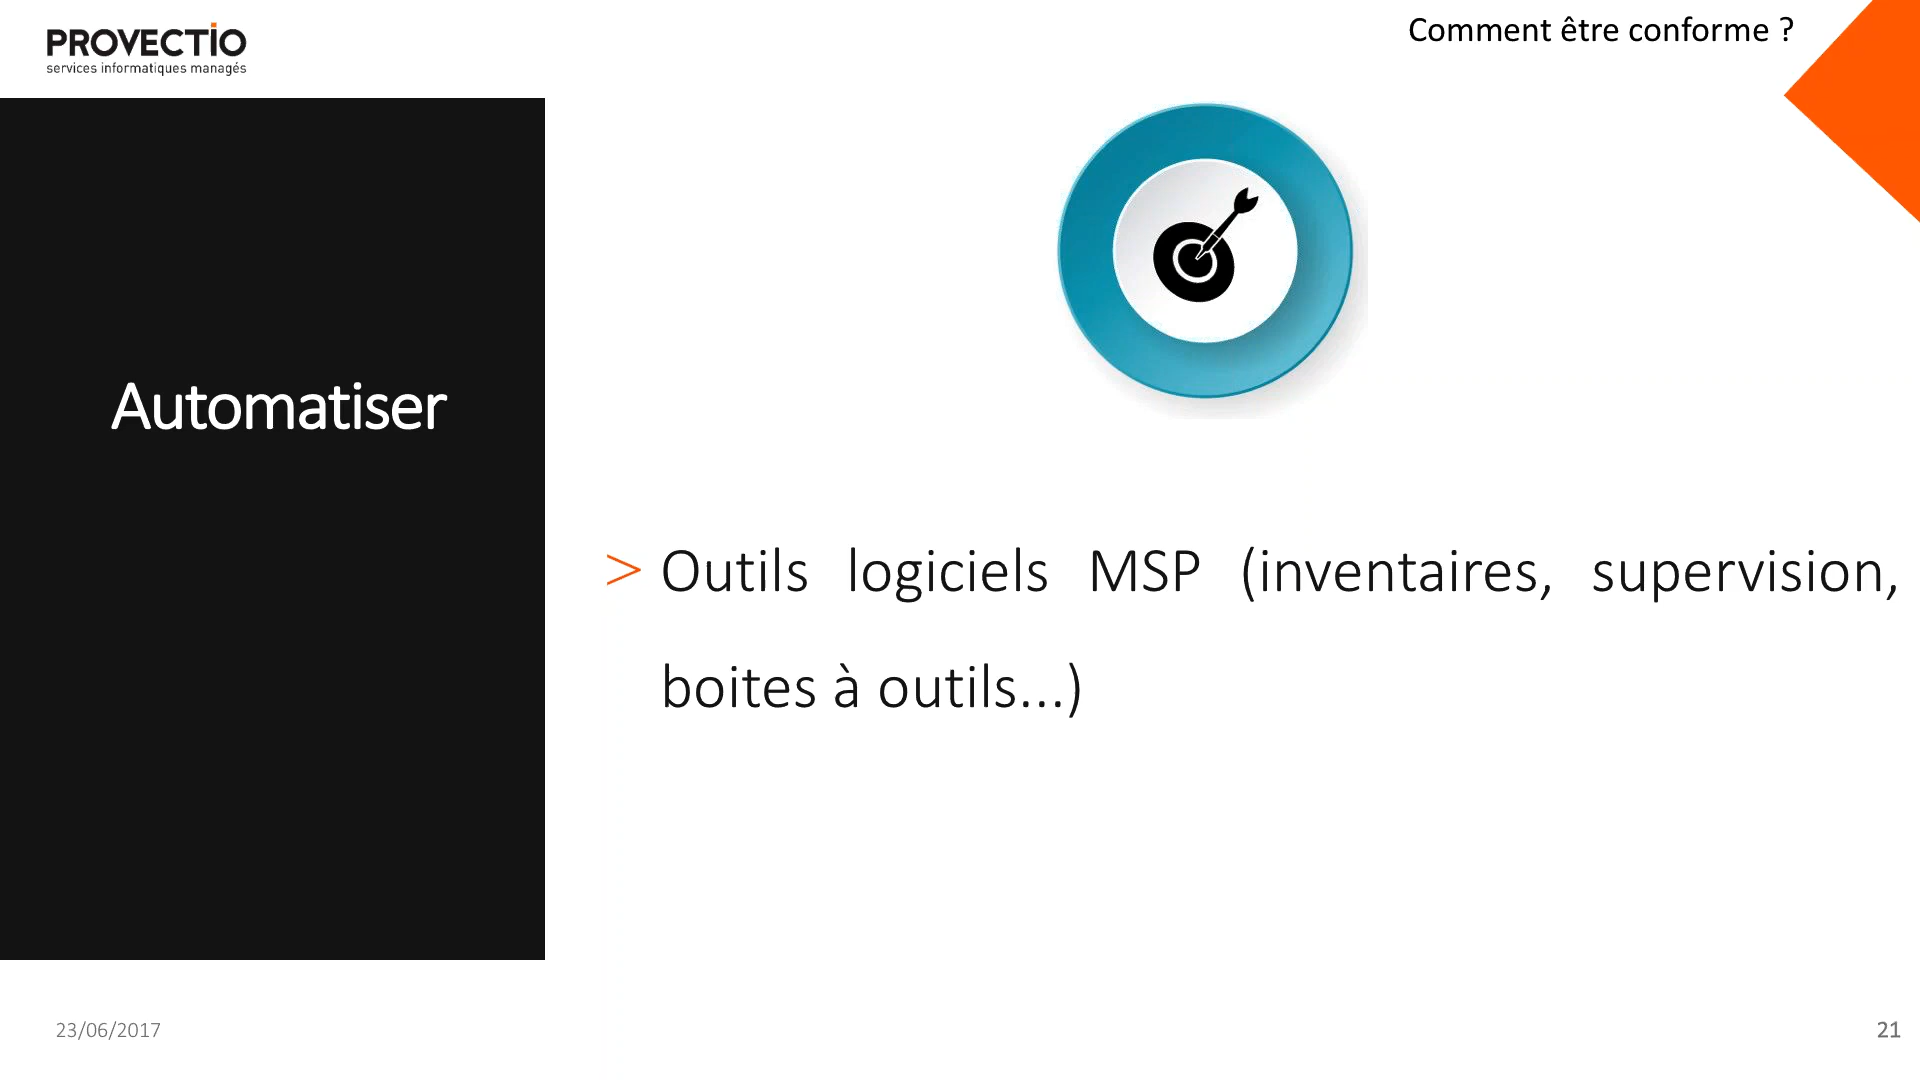 PROVECTIO
services informatiques managés
Comment être conforme ?
Automatiser
> Outils logiciels MSP (inventaires, supervision,
boites à outils...)
23/06/2017
21